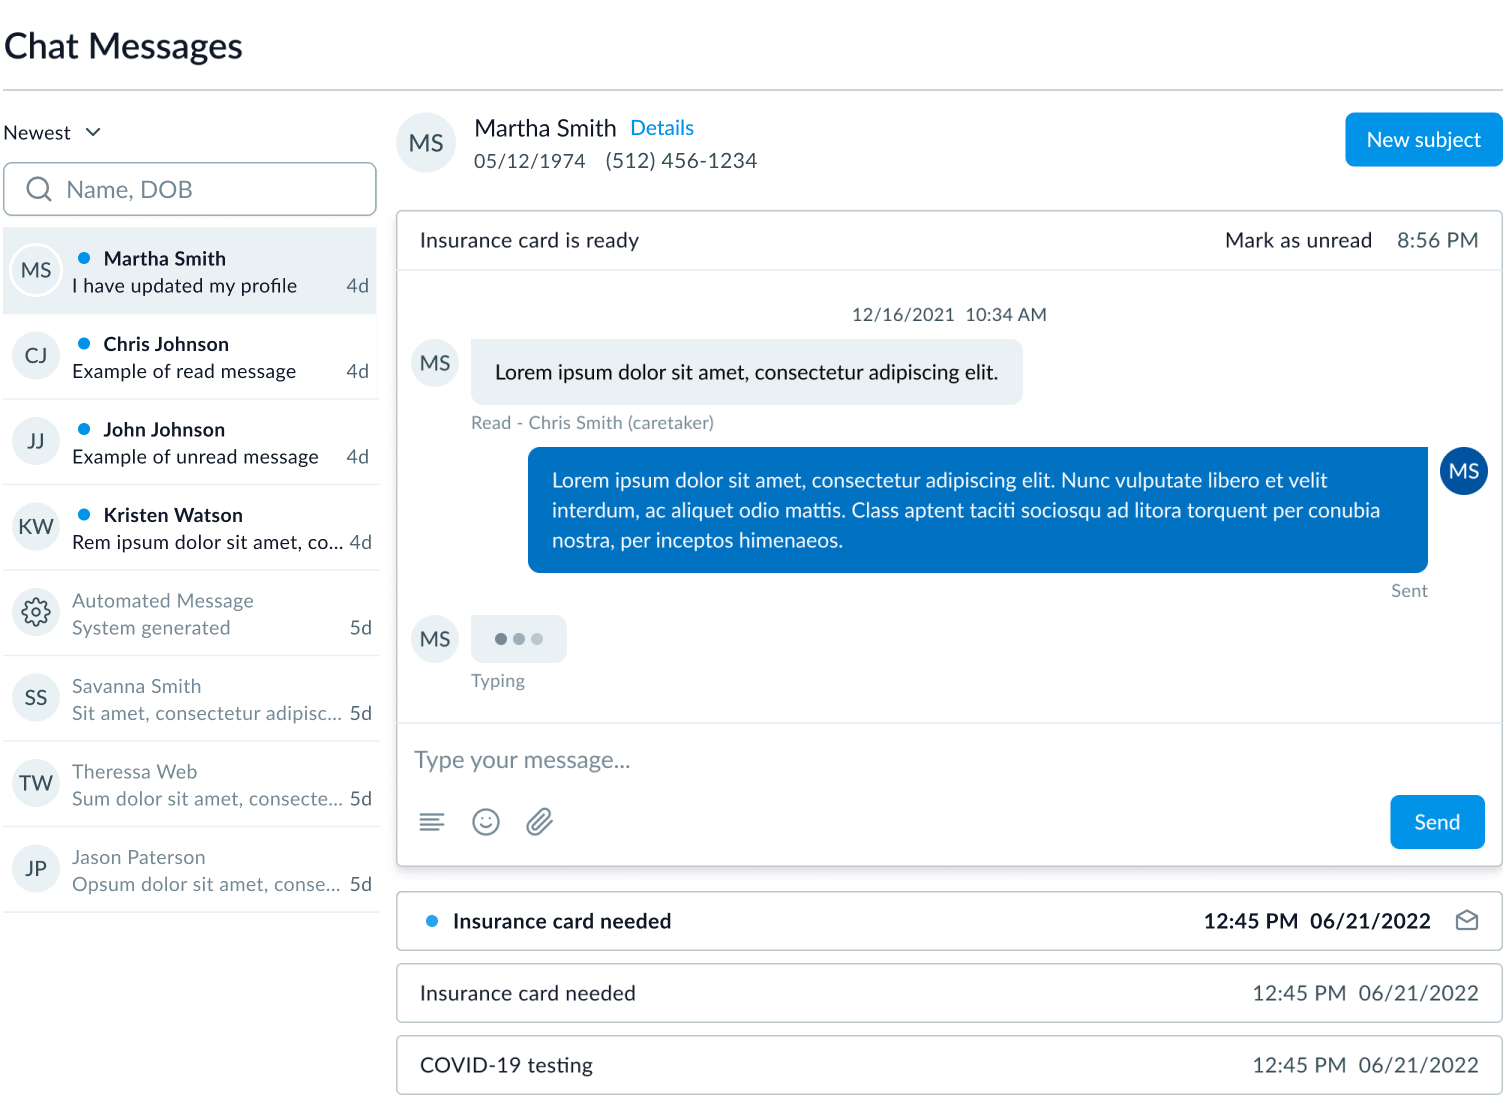 Chat Messages
Newest
Name, DOB
MS
Martha Smith
I have updated my profile 4d
CJ
Chris Johnson
Example of read message 4d
JJ
John Johnson
Example of unread message 4d
KW
Kristen Watson
Rem ipsum dolor sit amet, co... 4d
Automated Message
System generated 5d
SS
Savanna Smith
Sit amet, consectetur adipisc... 5d
TW
Theressa Web
Sum dolor sit amet, consecte... 5d
JP
Jason Paterson
Opsum dolor sit amet, conse... 5d
MS
Martha Smith Details
05/12/1974 (512) 456-1234
New subject
Insurance card is ready Mark as unread 8:56 PM
12/16/2021 10:34 AM
MS
Lorem ipsum dolor sit amet, consectetur adipiscing elit.
Read - Chris Smith (caretaker)
Lorem ipsum dolor sit amet, consectetur adipiscing elit. Nunc vulputate libero et velit
interdum, ac aliquet odio mattis. Class aptent taciti sociosqu ad litora torquent per conubia
nostra, per inceptos himenaeos.
MS
Sent
MS
Typing
Type your message...
Send
Insurance card needed 12:45 PM 06/21/2022
Insurance card needed 12:45 PM 06/21/2022
COVID-19 testing 12:45 PM 06/21/2022